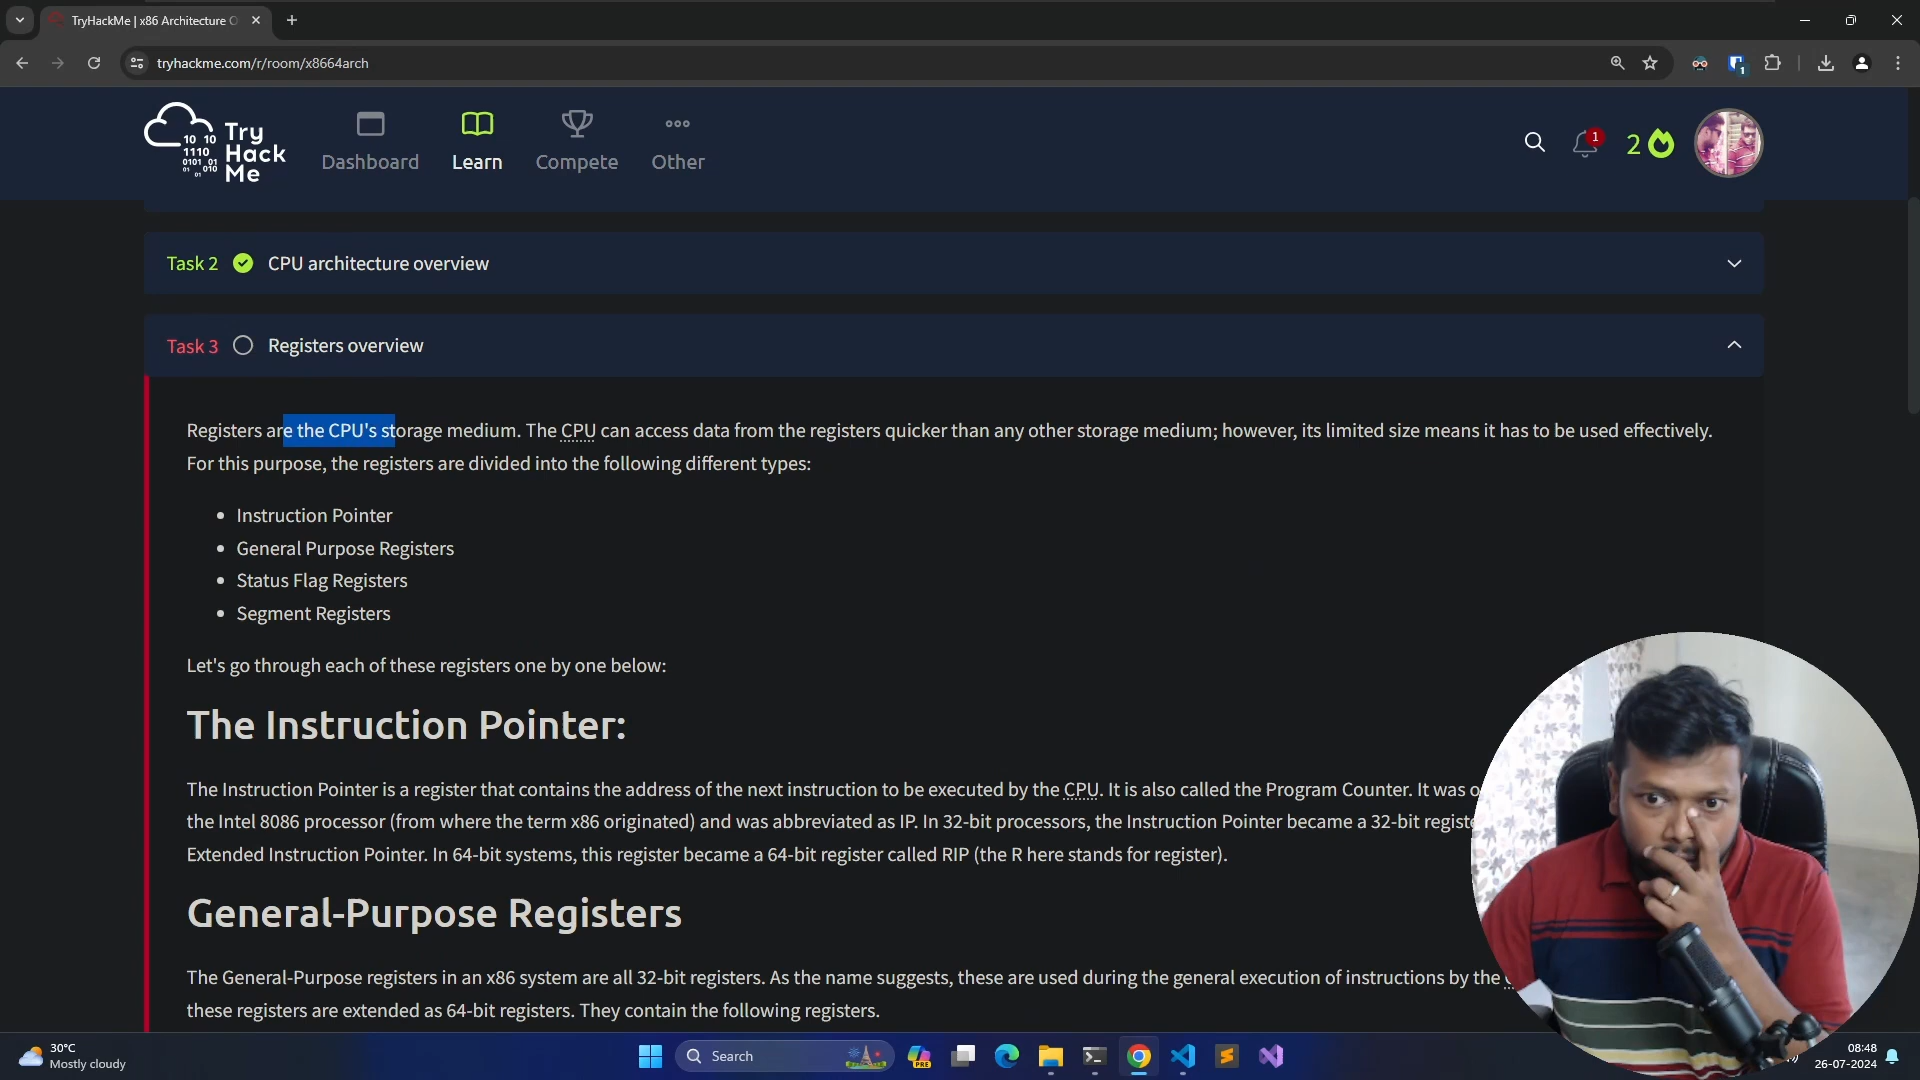 TryHackMe | x86 Architecture O
tryhackme.com/r/room/x8664arch
1
10 10
1110
0101 01
01 010
01
Try
Hack
Me
Dashboard
Learn
Compete
Other
1
2
Task 2
CPU architecture overview
Task 3
Registers overview
Registers are the CPU's storage medium. The CPU can access data from the registers quicker than any other storage medium; however, its limited size means it has to be used effectively.
For this purpose, the registers are divided into the following different types:
• Instruction Pointer
• General Purpose Registers
• Status Flag Registers
• Segment Registers
Let's go through each of these registers one by one below:
The Instruction Pointer:
The Instruction Pointer is a register that contains the address of the next instruction to be executed by the CPU. It is also called the Program Counter. It was o
the Intel 8086 processor (from where the term x86 originated) and was abbreviated as IP. In 32-bit processors, the Instruction Pointer became a 32-bit registe
Extended Instruction Pointer. In 64-bit systems, this register became a 64-bit register called RIP (the R here stands for register).
General-Purpose Registers
The General-Purpose registers in an x86 system are all 32-bit registers. As the name suggests, these are used during the general execution of instructions by the
these registers are extended as 64-bit registers. They contain the following registers.
30°C
Mostly cloudy
Search
PRE
08:48
26-07-2024